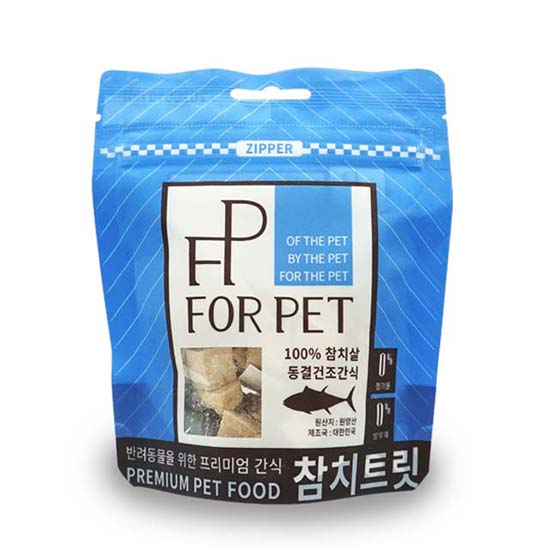 ZIPPER
FP
OF THE PET
BY THE PET
FOR THE PET
FOR PET
100% 참치살
동결건조간식
원산지 : 원양산
제조국 : 대한민국
0%
첨가물
0%
방부제
반려동물을 위한 프리미엄 간식
PREMIUM PET FOOD
참치트릿